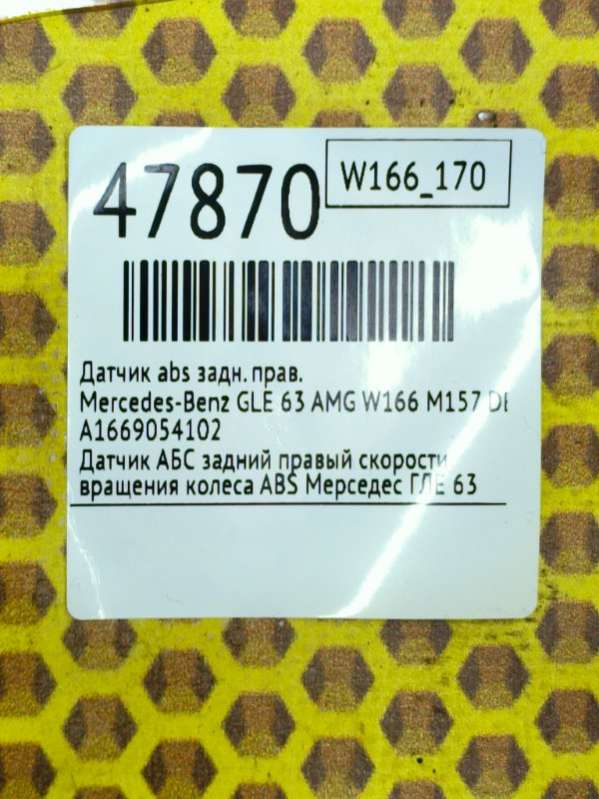 47870
W166_170
Датчик abs задн. прав.
Mercedes-Benz GLE 63 AMG W166 M157
A1669054102
Датчик АБС задний правый скорости
вращения колеса ABS Мерседес ГЛЕ 63